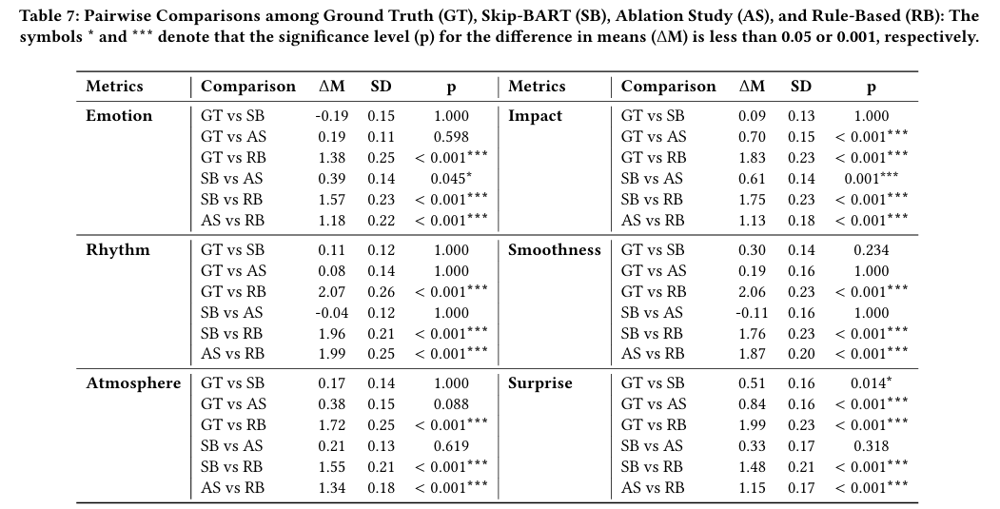 Table 7: Pairwise Comparisons among Ground Truth (GT), Skip-BART (SB), Ablation Study (AS), and Rule-Based (RB): The
symbols * and *** denote that the significance level (p) for the difference in means (ΔM) is less than 0.05 or 0.001, respectively.
Metrics Comparison ΔM SD p Metrics Comparison ΔM SD p
Emotion GT vs SB -0.19 0.15 1.000 Impact GT vs SB 0.09 0.13 1.000
GT vs AS 0.19 0.11 0.598 GT vs AS 0.70 0.15 < 0.001***
GT vs RB 1.38 0.25 < 0.001*** GT vs RB 1.83 0.23 < 0.001***
SB vs AS 0.39 0.14 0.045* SB vs AS 0.61 0.14 0.001***
SB vs RB 1.57 0.23 < 0.001*** SB vs RB 1.75 0.23 < 0.001***
AS vs RB 1.18 0.22 < 0.001*** AS vs RB 1.13 0.18 < 0.001***
Rhythm GT vs SB 0.11 0.12 1.000 Smoothness GT vs SB 0.30 0.14 0.234
GT vs AS 0.08 0.14 1.000 GT vs AS 0.19 0.16 1.000
GT vs RB 2.07 0.26 < 0.001*** GT vs RB 2.06 0.23 < 0.001***
SB vs AS -0.04 0.12 1.000 SB vs AS -0.11 0.16 1.000
SB vs RB 1.96 0.21 < 0.001*** SB vs RB 1.76 0.23 < 0.001***
AS vs RB 1.99 0.25 < 0.001*** AS vs RB 1.87 0.20 < 0.001***
Atmosphere GT vs SB 0.17 0.14 1.000 Surprise GT vs SB 0.51 0.16 0.014*
GT vs AS 0.38 0.15 0.088 GT vs AS 0.84 0.16 < 0.001***
GT vs RB 1.72 0.25 < 0.001*** GT vs RB 1.99 0.23 < 0.001***
SB vs AS 0.21 0.13 0.619 SB vs AS 0.33 0.17 0.318
SB vs RB 1.55 0.21 < 0.001*** SB vs RB 1.48 0.21 < 0.001***
AS vs RB 1.34 0.18 < 0.001*** AS vs RB 1.15 0.17 < 0.001***